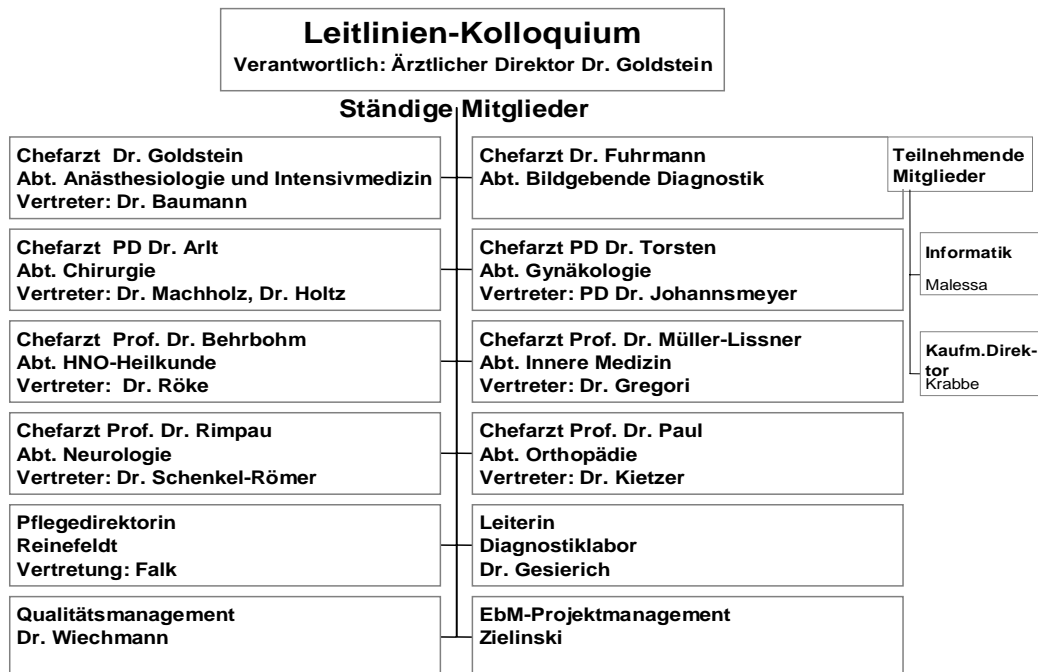 Leitlinien-Kolloquium
Verantwortlich: Ärztlicher Direktor Dr. Goldstein
Ständige Mitglieder
Chefarzt Dr. Goldstein
Abt. Anästhesiologie und Intensivmedizin
Vertreter: Dr. Baumann
Chefarzt Dr. Fuhrmann
Abt. Bildgebende Diagnostik
Teilnehmende
Mitglieder
Chefarzt PD Dr. Arlt
Abt. Chirurgie
Vertreter: Dr. Machholz, Dr. Holtz
Chefarzt PD Dr. Torsten
Abt. Gynäkologie
Vertreter: PD Dr. Johannsmeyer
Informatik
Malessa
Chefarzt Prof. Dr. Behrbohm
Abt. HNO-Heilkunde
Vertreter: Dr. Röke
Chefarzt Prof. Dr. Müller-Lissner
Abt. Innere Medizin
Vertreter: Dr. Gregori
Kaufm.Direk-
tor
Krabbe
Chefarzt Prof. Dr. Rimpau
Abt. Neurologie
Vertreter: Dr. Schenkel-Römer
Chefarzt Prof. Dr. Paul
Abt. Orthopädie
Vertreter: Dr. Kietzer
Pflegedirektorin
Reinefeldt
Vertretung: Falk
Leiterin
Diagnostiklabor
Dr. Gesierich
Qualitätsmanagement
Dr. Wiechmann
EbM-Projektmanagement
Zielinski